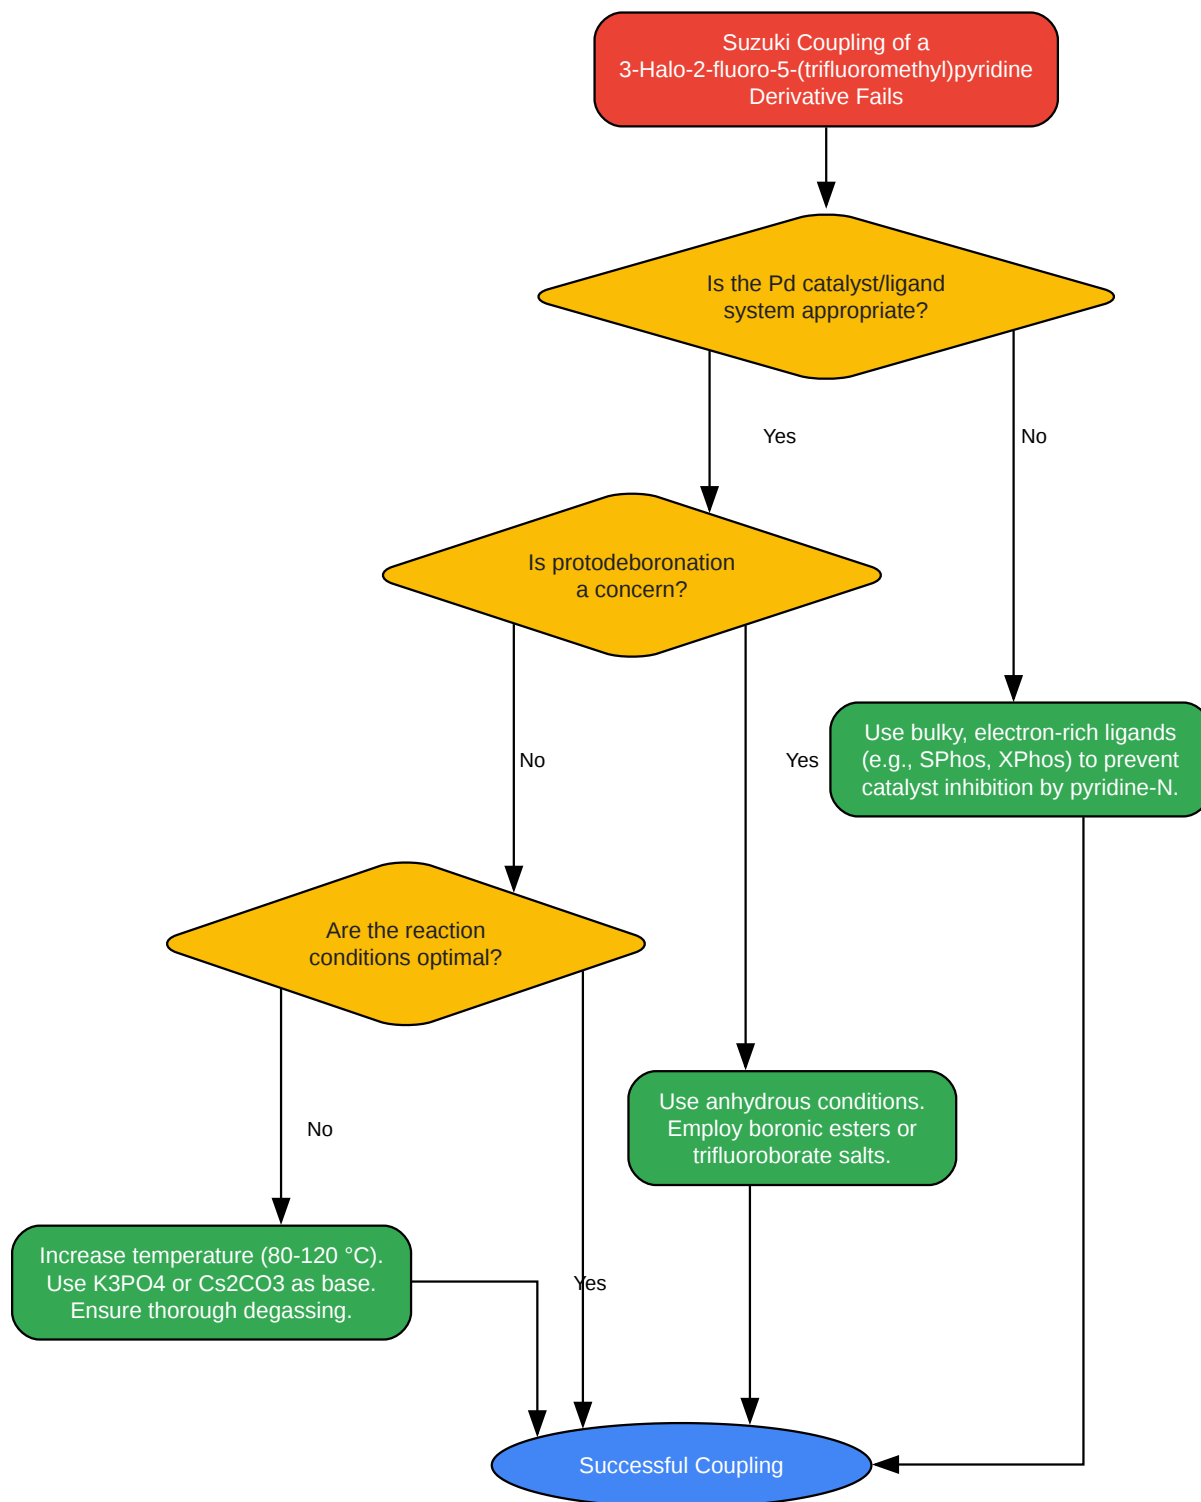 Suzuki Coupling of a
3-Halo-2-fluoro-5-(trifluoromethyl)pyridine
Derivative Fails
Is the Pd catalyst/ligand
system appropriate?
Yes
No
Is protodeboronation
a concern?
Use bulky, electron-rich ligands
(e.g., SPhos, XPhos) to prevent
catalyst inhibition by pyridine-N.
No
Yes
Are the reaction
conditions optimal?
Use anhydrous conditions.
Employ boronic esters or
trifluoroborate salts.
No
Increase temperature (80-120 °C).
Use K3PO4 or Cs2CO3 as base.
Ensure thorough degassing.
Yes
Successful Coupling